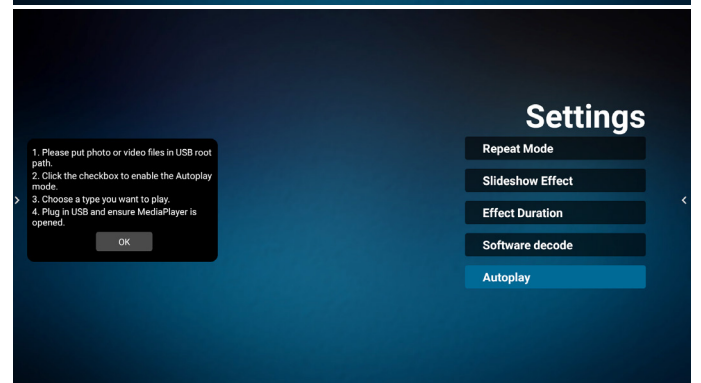 Settings
1. Please put photo or video files in USB root
path.
2. Click the checkbox to enable the Autoplay
mode.
3. Choose a type you want to play.
4. Plug in USB and ensure MediaPlayer is
opened.
OK
Repeat Mode
Slideshow Effect
Effect Duration
Software decode
Autoplay